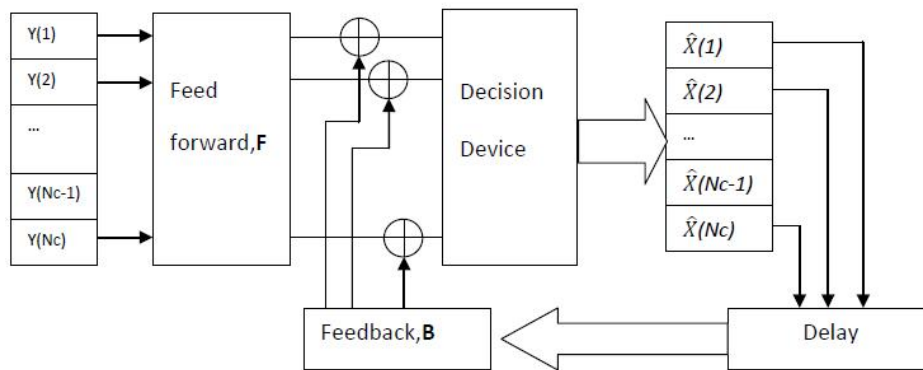 Y(1)
Y(2)
...
Y(Nc-1)
Y(Nc)
Feed
forward,F
Decision
Device
X̂(1)
X̂(2)
...
X̂(Nc-1)
X̂(Nc)
Feedback,B
Delay